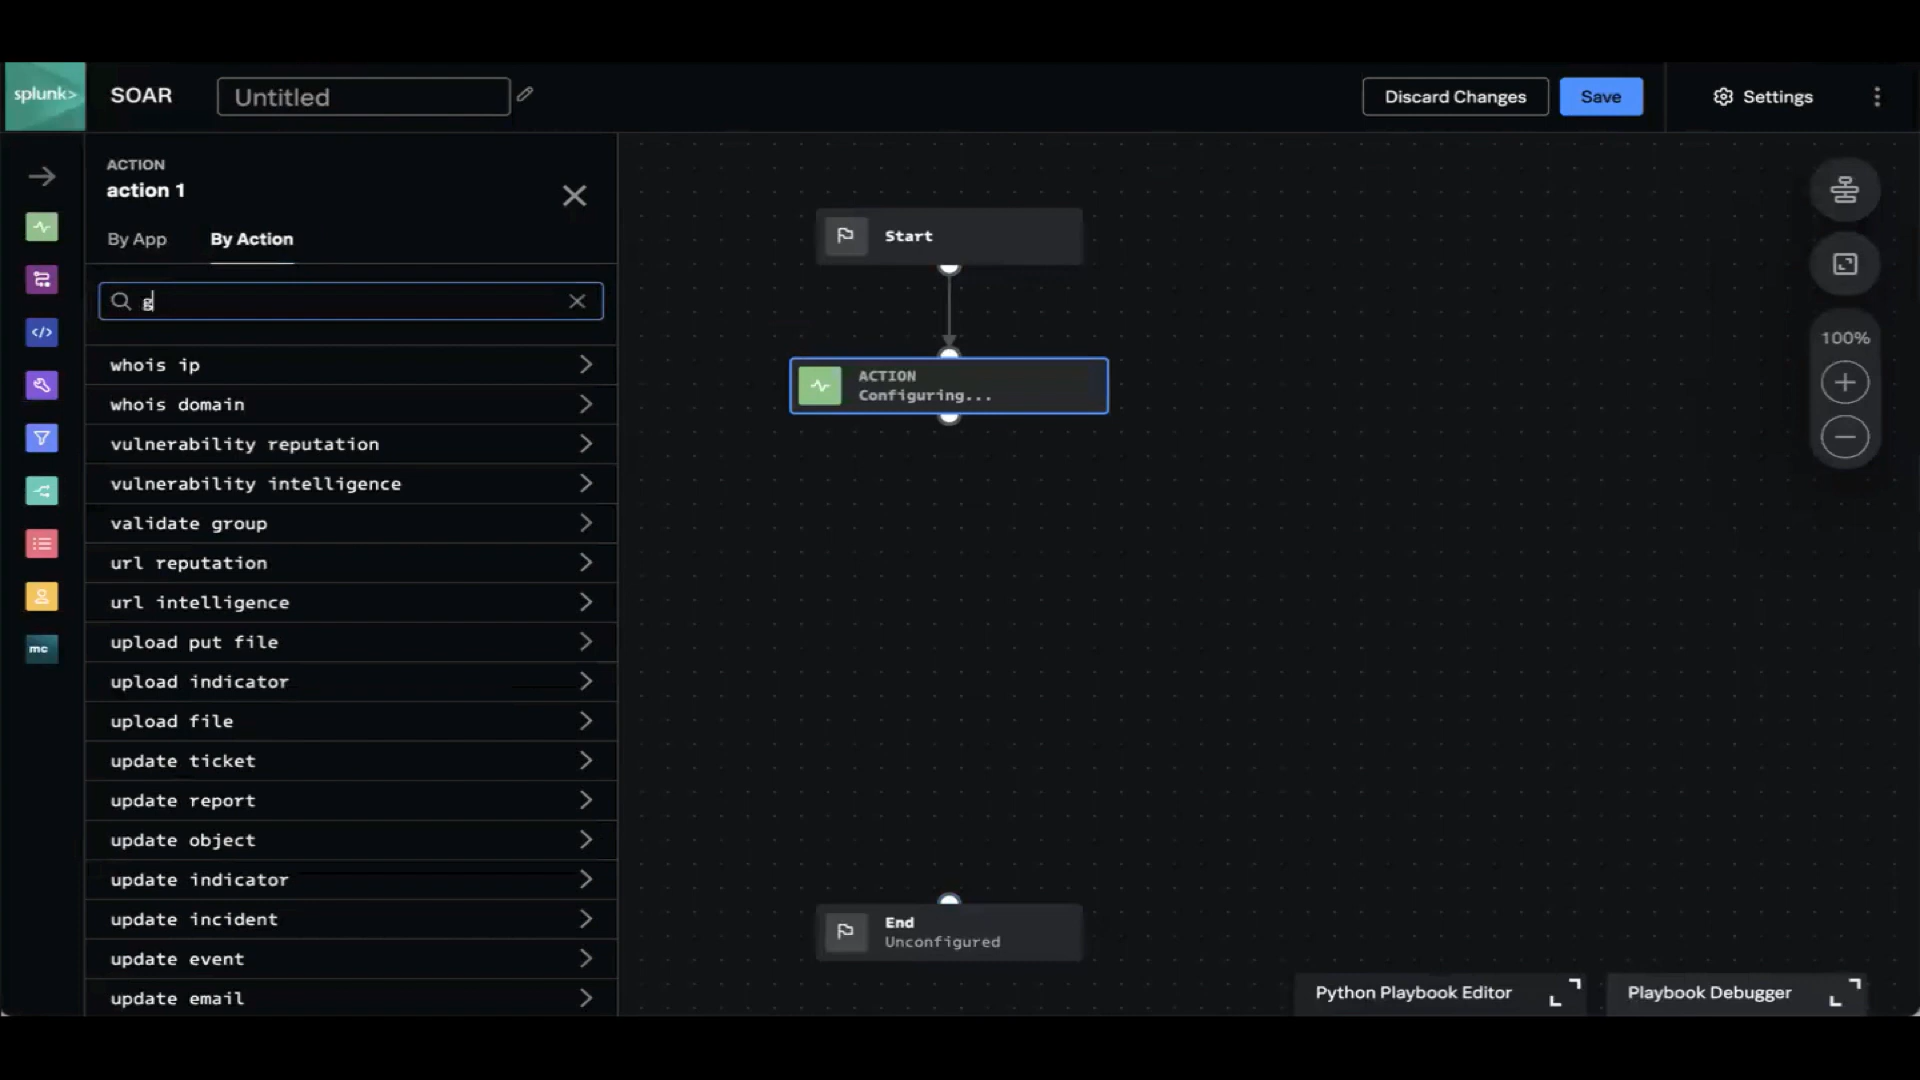 splunk>
SOAR
Untitled
Discard Changes
Save
Settings
ACTION
action 1
By App
By Action
g
whois ip
whois domain
vulnerability reputation
vulnerability intelligence
validate group
url reputation
url intelligence
upload put file
upload indicator
upload file
update ticket
update report
update object
update indicator
update incident
update event
update email
</>
mc
Start
ACTION
Configuring...
End
Unconfigured
100%
Python Playbook Editor
Playbook Debugger